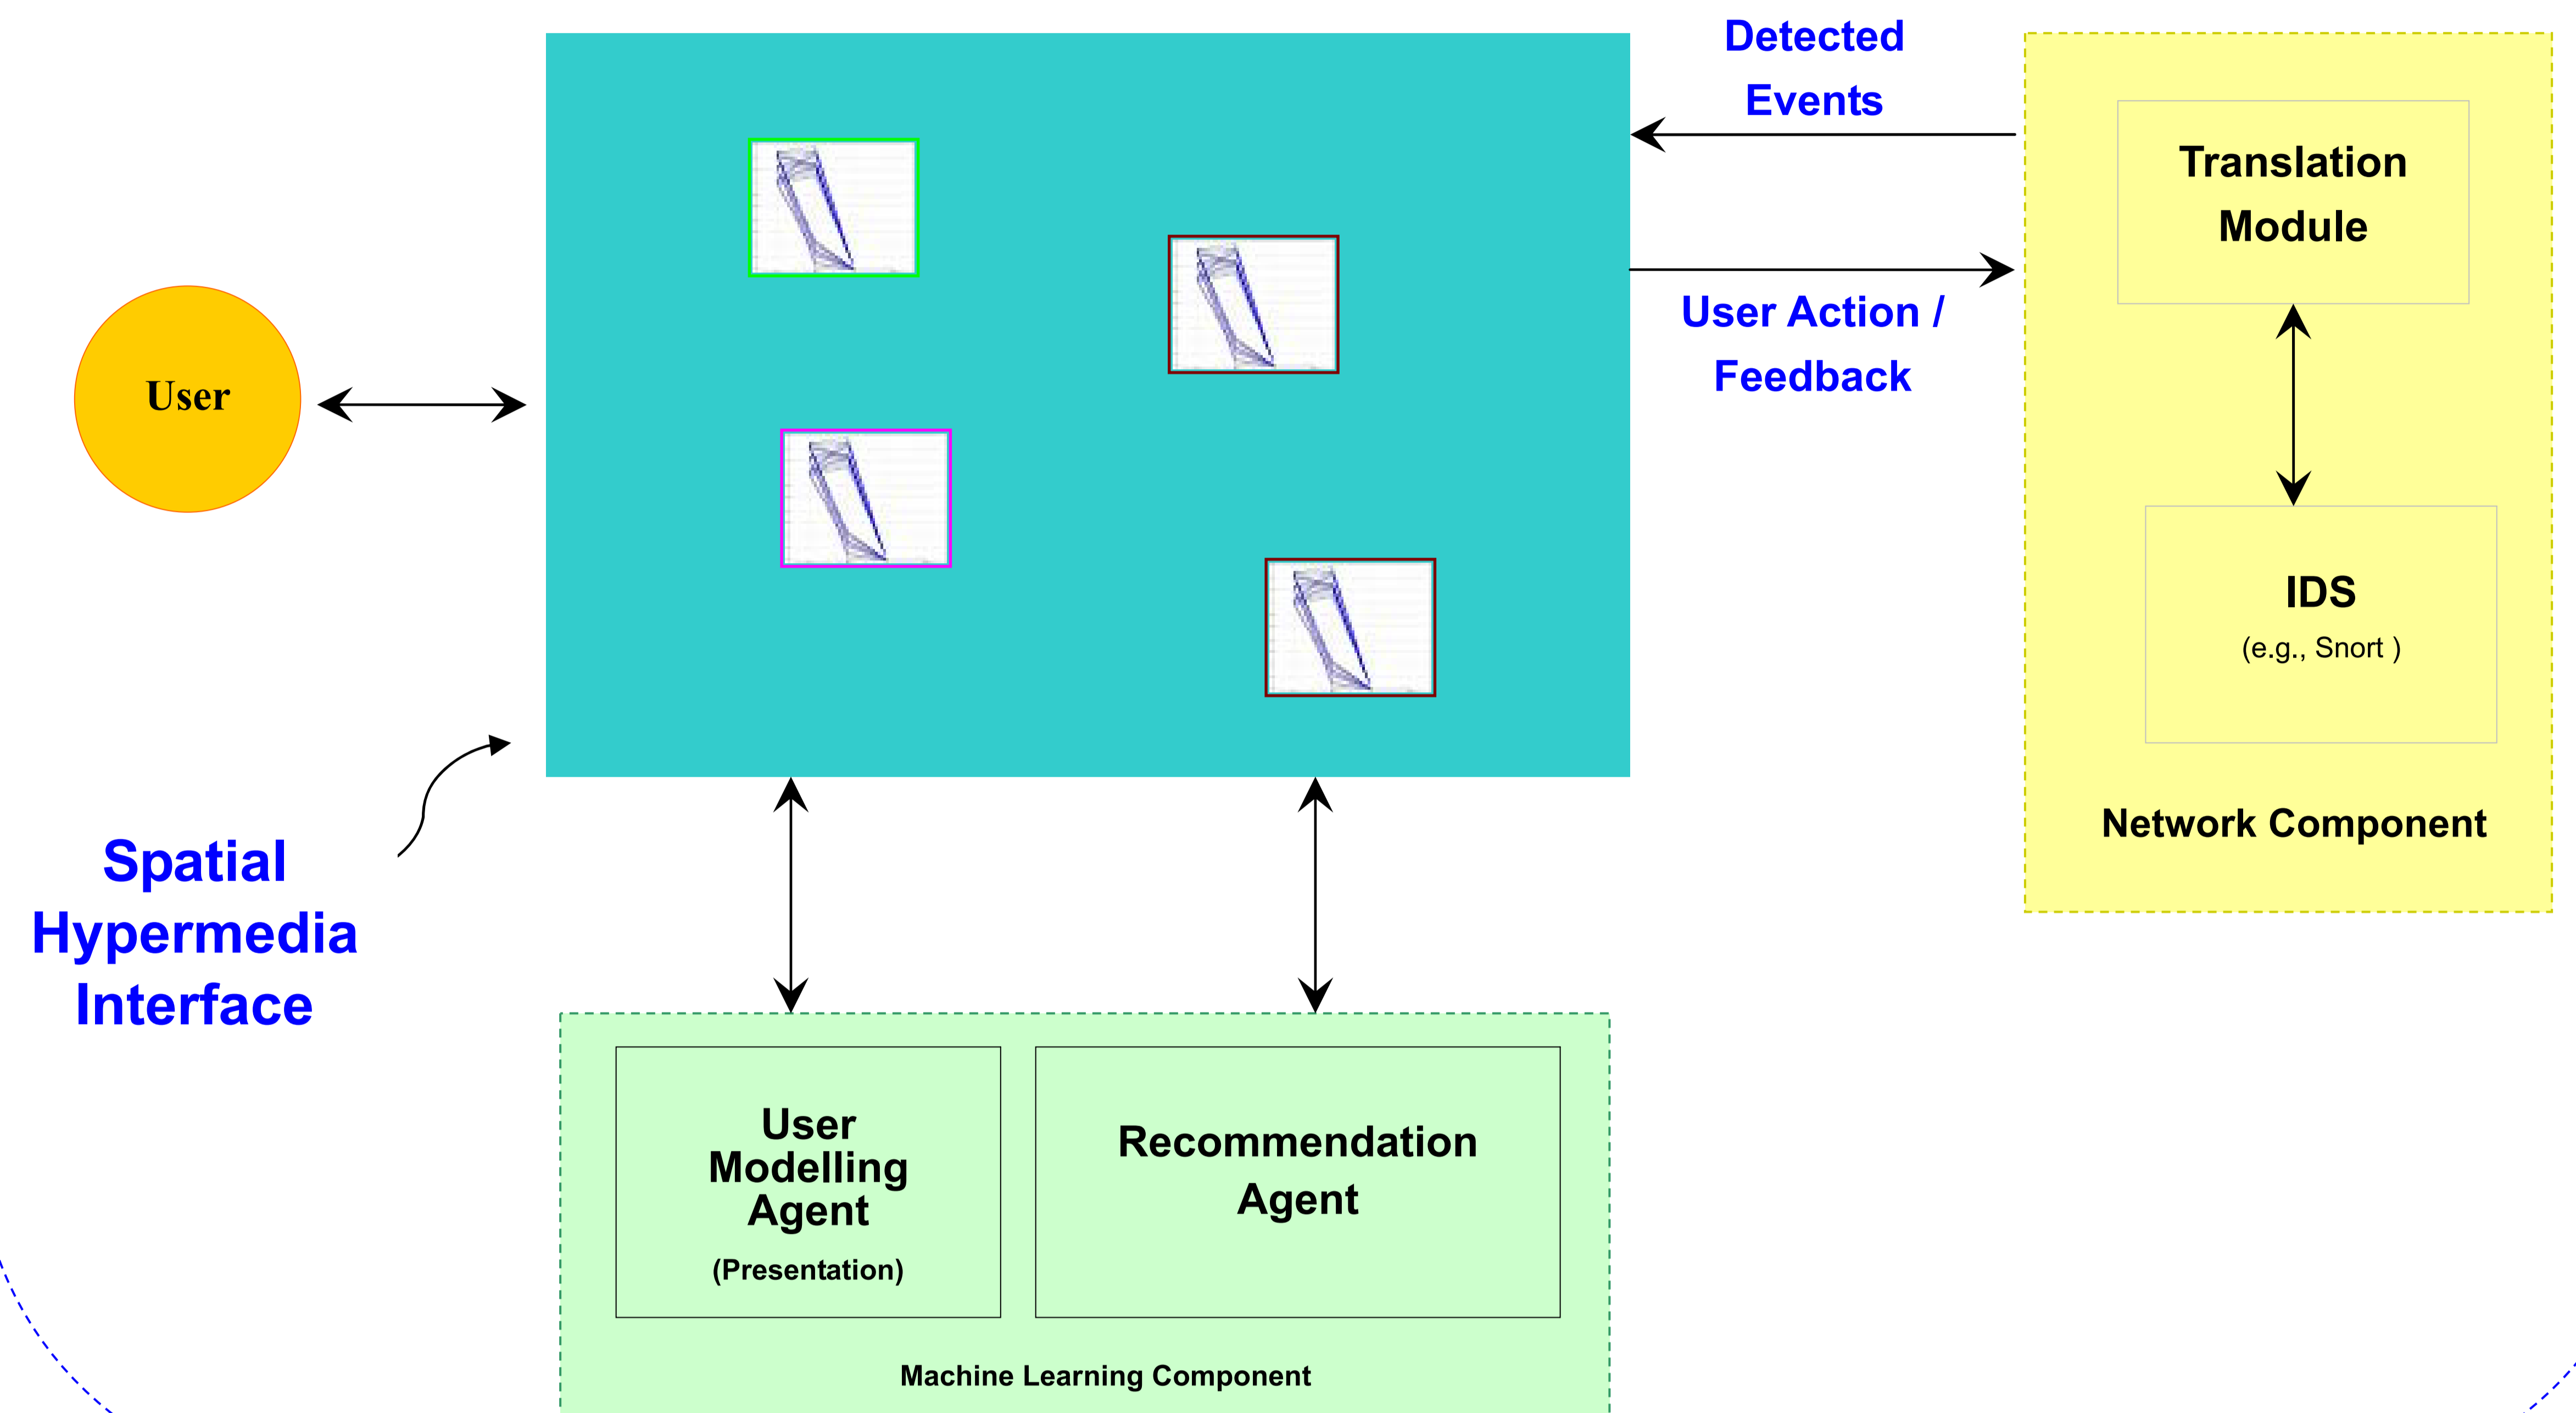 Detected
Events
Translation
Module
User Action /
Feedback
User
IDS
(e.g., Snort )
Network Component
Spatial
Hypermedia
Interface
User
Modelling
Agent
(Presentation)
Recommendation
Agent
Machine Learning Component